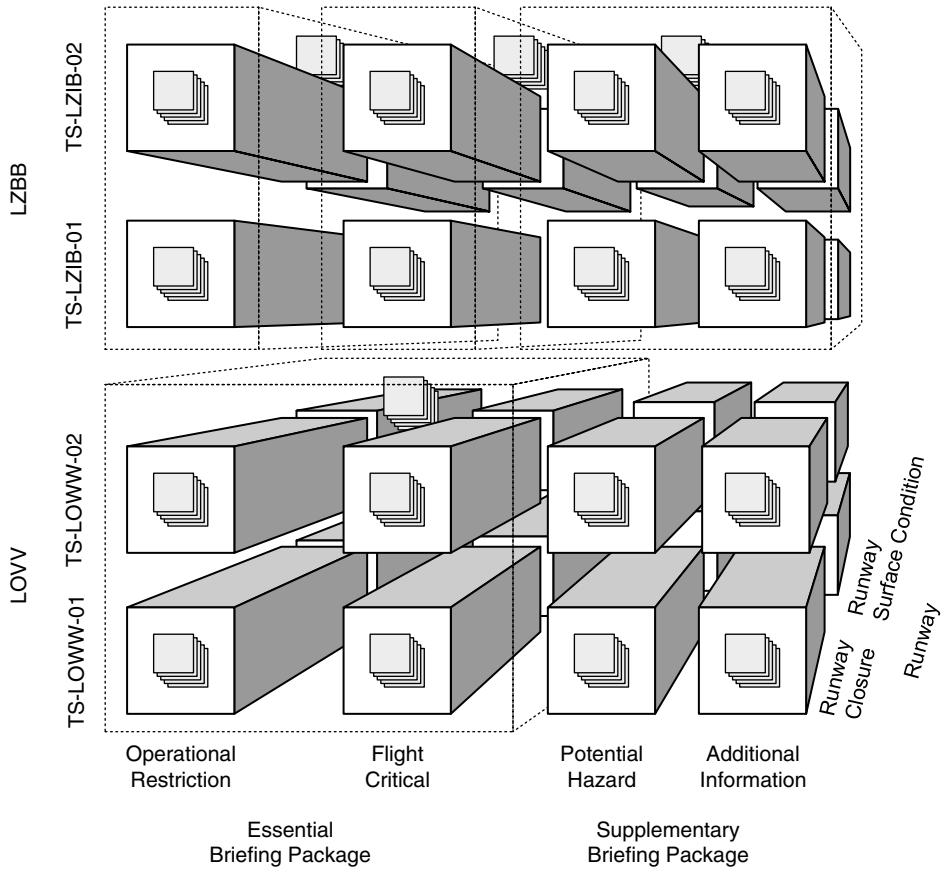 LZBB
TS-LZIB-02
TS-LZIB-01
LOVV
TS-LOWW-02
TS-LOWW-01
Runway
Surface Condition
Runway
Closure
Runway
Operational
Restriction
Flight
Critical
Potential
Hazard
Additional
Information
Essential
Briefing Package
Supplementary
Briefing Package